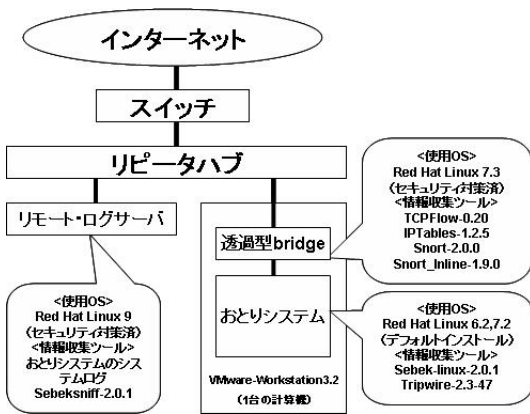 インターネット
スイッチ
リピータハブ
リモート・ログサーバ
<使用OS>
Red Hat Linux 9
(セキュリティ対策済)
<情報収集ツール>
おとりシステムのシス
テムログ
Sebeksniff-2.0.1
透過型bridge
おとりシステム
VMware-Workstation3.2
(1台の計算機)
<使用OS>
Red Hat Linux 7.3
(セキュリティ対策済)
<情報収集ツール>
TCPFlow-0.20
IPTables-1.2.5
Snort-2.0.0
Snort_Inline-1.9.0
<使用OS>
Red Hat Linux 6.2,7.2
(デフォルトインストール)
<情報収集ツール>
Sebek-linux-2.0.1
Tripwire-2.3-47